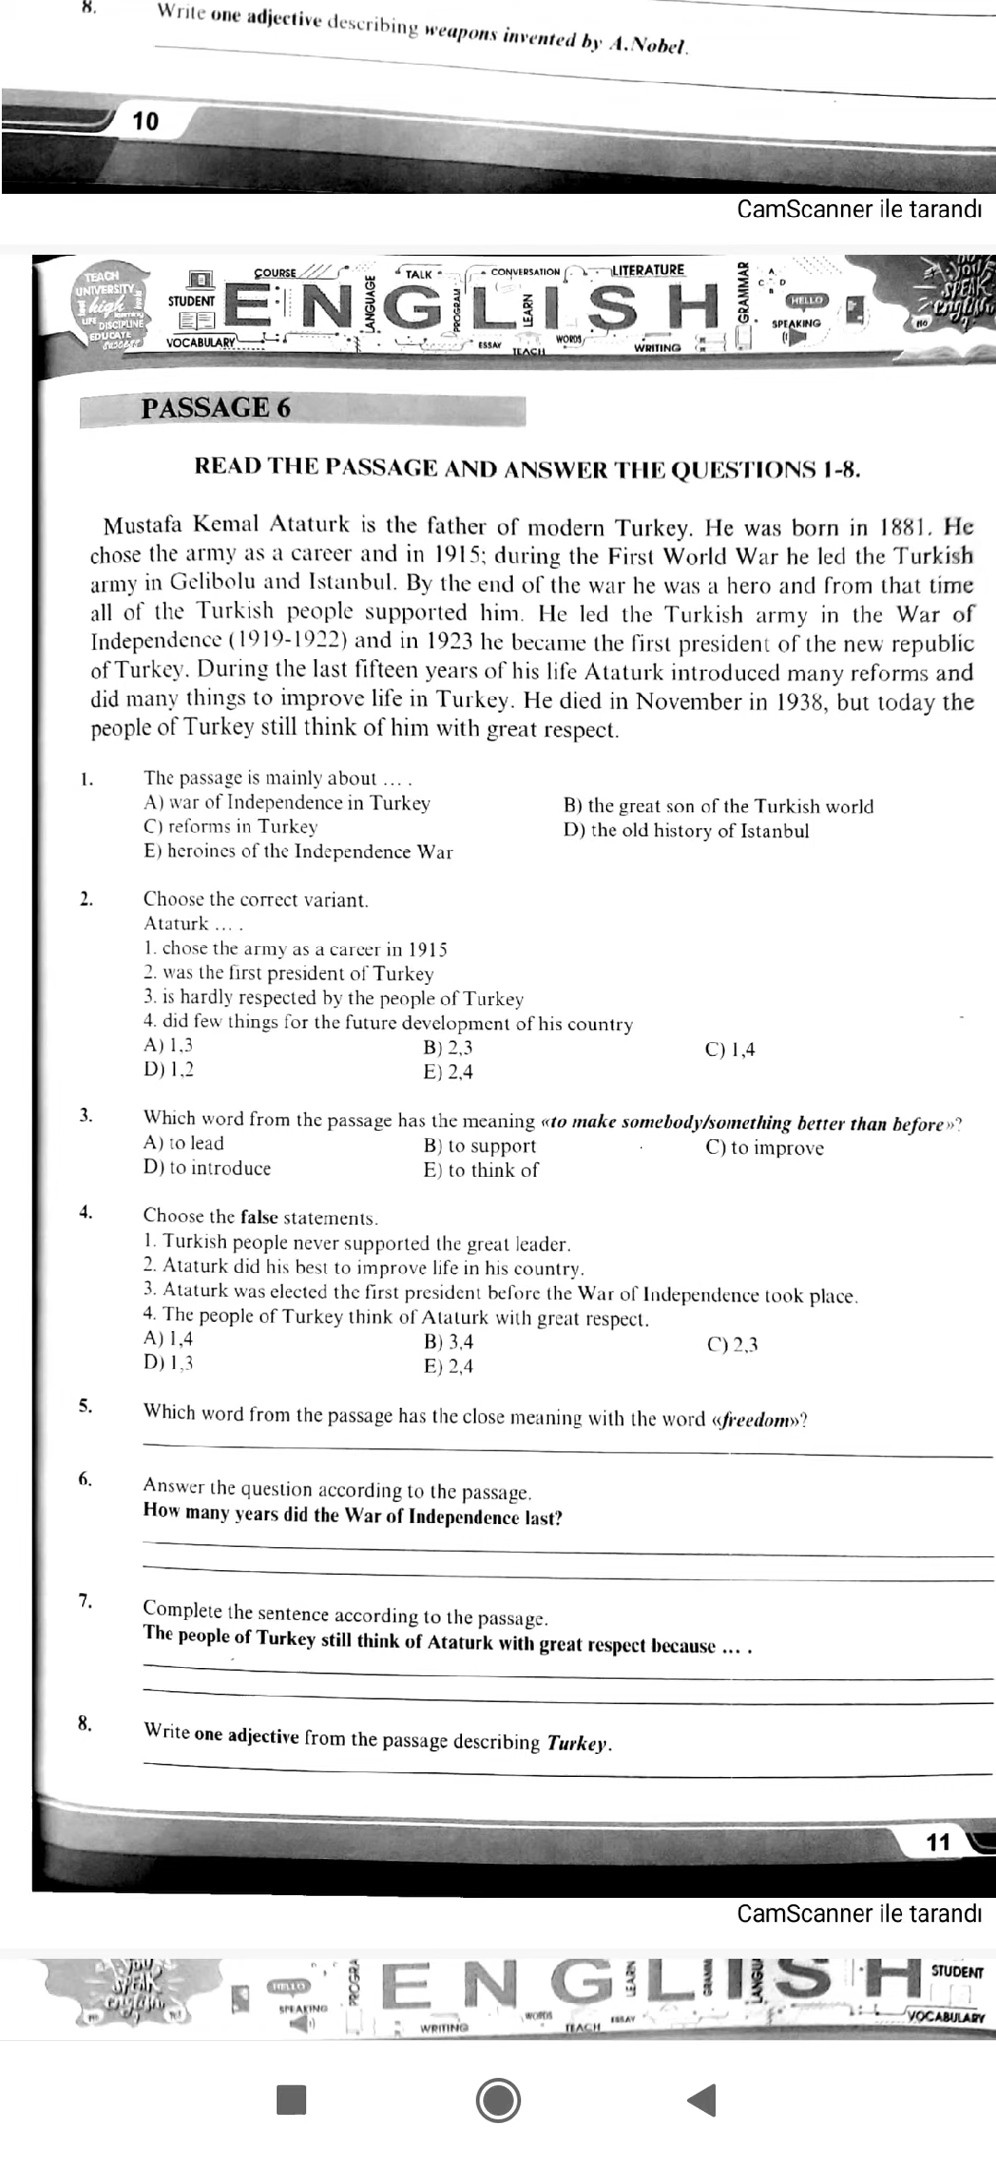 8. Write one adjective describing weapons invented by A.Nobel.
10
CamScanner ile tarandı
TEACH
UNIVERSITY
high
LIFE
DISCIPLINE
EDUCATE
STUDENT
VOCABULARY
COURSE
LANGUAGE
TALK
PROGRAM
CONVERSATION
LEARN
LITERATURE
GRAMMAR
ENGLISH
ESSAY
TEACH
WORDS
WRITING
A
B
C
D
HELLO
SPEAKING
you
SPEAK
english
PASSAGE 6
READ THE PASSAGE AND ANSWER THE QUESTIONS 1-8.
Mustafa Kemal Ataturk is the father of modern Turkey. He was born in 1881. He
chose the army as a career and in 1915; during the First World War he led the Turkish
army in Gelibolu and Istanbul. By the end of the war he was a hero and from that time
all of the Turkish people supported him. He led the Turkish army in the War of
Independence (1919-1922) and in 1923 he became the first president of the new republic
of Turkey. During the last fifteen years of his life Ataturk introduced many reforms and
did many things to improve life in Turkey. He died in November in 1938, but today the
people of Turkey still think of him with great respect.
1. The passage is mainly about ... .
A) war of Independence in Turkey B) the great son of the Turkish world
C) reforms in Turkey D) the old history of Istanbul
E) heroines of the Independence War
2. Choose the correct variant.
Ataturk ... .
1. chose the army as a career in 1915
2. was the first president of Turkey
3. is hardly respected by the people of Turkey
4. did few things for the future development of his country
A) 1,3 B) 2,3 C) 1,4
D) 1,2 E) 2,4
3. Which word from the passage has the meaning «to make somebody/something better than before»?
A) to lead B) to support C) to improve
D) to introduce E) to think of
4. Choose the false statements.
1. Turkish people never supported the great leader.
2. Ataturk did his best to improve life in his country.
3. Ataturk was elected the first president before the War of Independence took place.
4. The people of Turkey think of Ataturk with great respect.
A) 1,4 B) 3,4 C) 2,3
D) 1,3 E) 2,4
5. Which word from the passage has the close meaning with the word «freedom»?
6. Answer the question according to the passage.
How many years did the War of Independence last?
7. Complete the sentence according to the passage.
The people of Turkey still think of Ataturk with great respect because ... .
8. Write one adjective from the passage describing Turkey.
11
CamScanner ile tarandı
you
SPEAK
english
HELLO
SPEAKING
PROGRA
ENGLISH
LEARN
GRAMM
LANGU
STUDENT
VOCABULARY
WRITING
WORDS
TEACH
ESSAY